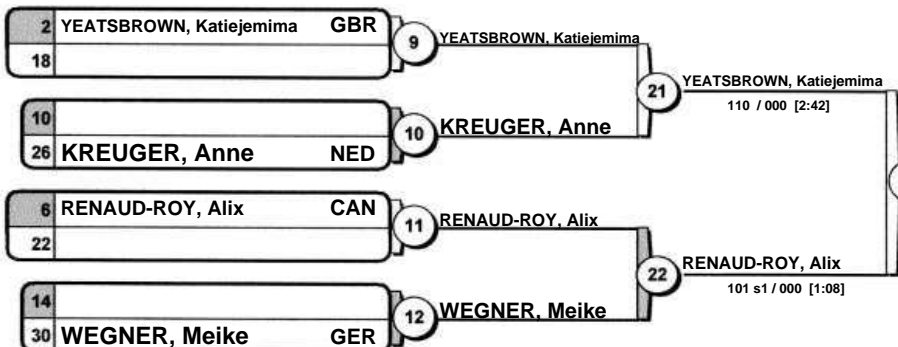 2 YEATSBROWN, Katiejemima GBR
18
9
YEATSBROWN, Katiejemima
10
26 KREUGER, Anne NED
10
KREUGER, Anne
21
YEATSBROWN, Katiejemima
110 / 000 [2:42]
6 RENAUD-ROY, Alix CAN
22
11
RENAUD-ROY, Alix
14
30 WEGNER, Meike GER
12
WEGNER, Meike
22
RENAUD-ROY, Alix
101 s1 / 000 [1:08]